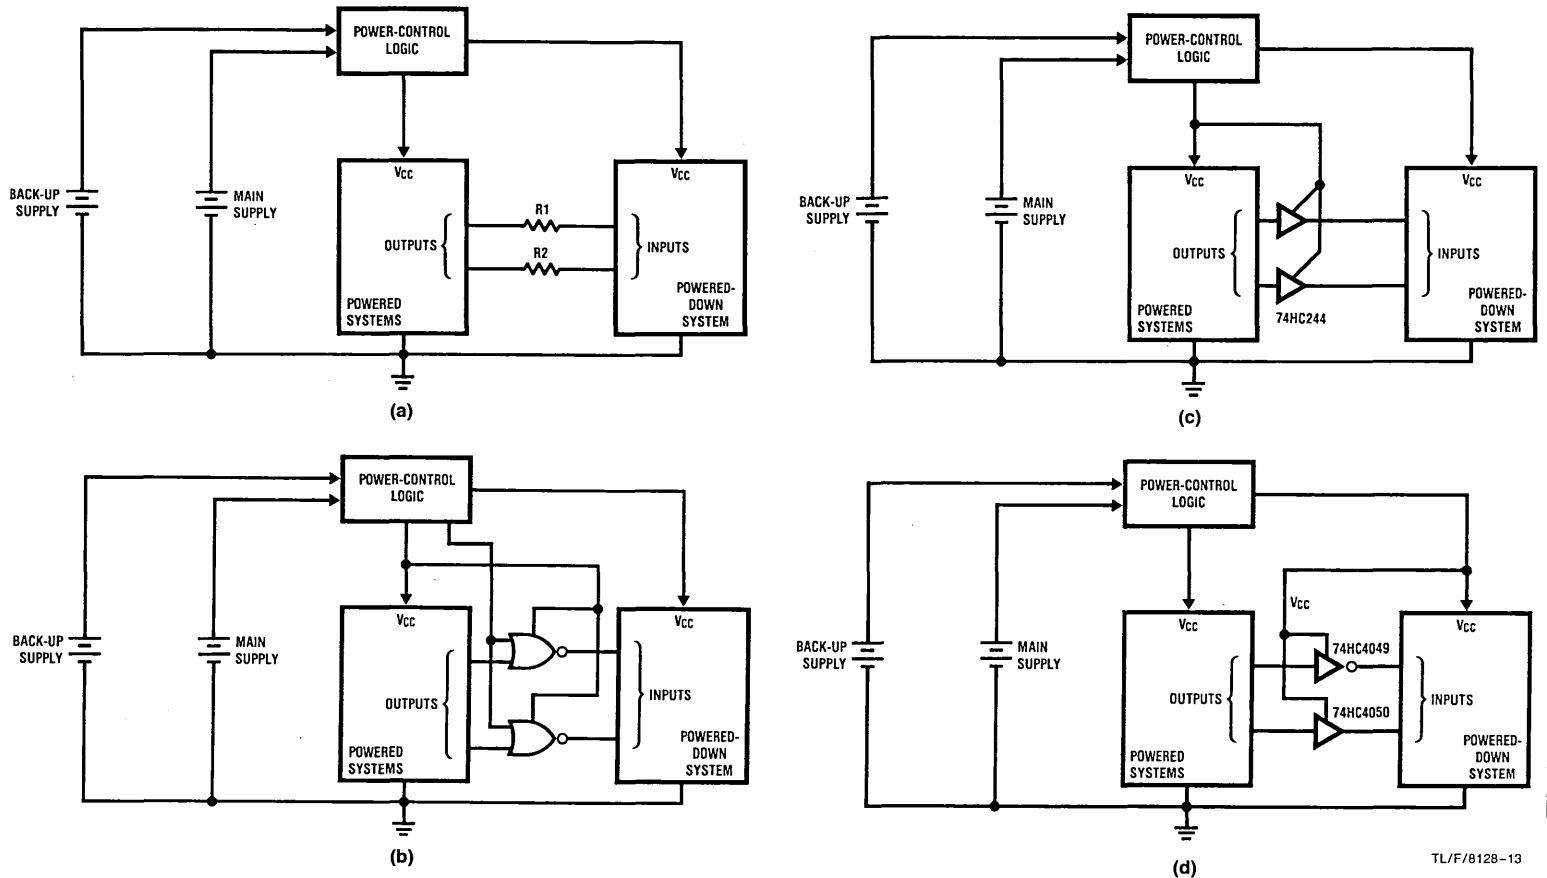 POWER-CONTROL
LOGIC
BACK-UP
SUPPLY
MAIN
SUPPLY
VCC
OUTPUTS
POWERED
SYSTEMS
R1
R2
VCC
INPUTS
POWERED-
DOWN
SYSTEM
(a)
POWER-CONTROL
LOGIC
BACK-UP
SUPPLY
MAIN
SUPPLY
VCC
OUTPUTS
POWERED
SYSTEMS
74HC244
VCC
INPUTS
POWERED-
DOWN
SYSTEM
(c)
POWER-CONTROL
LOGIC
BACK-UP
SUPPLY
MAIN
SUPPLY
VCC
OUTPUTS
POWERED
SYSTEMS
VCC
INPUTS
POWERED-
DOWN
SYSTEM
(b)
POWER-CONTROL
LOGIC
BACK-UP
SUPPLY
MAIN
SUPPLY
VCC
OUTPUTS
POWERED
SYSTEMS
VCC
74HC4049
74HC4050
VCC
INPUTS
POWERED-
DOWN
SYSTEM
(d)
TL/F/8128-13